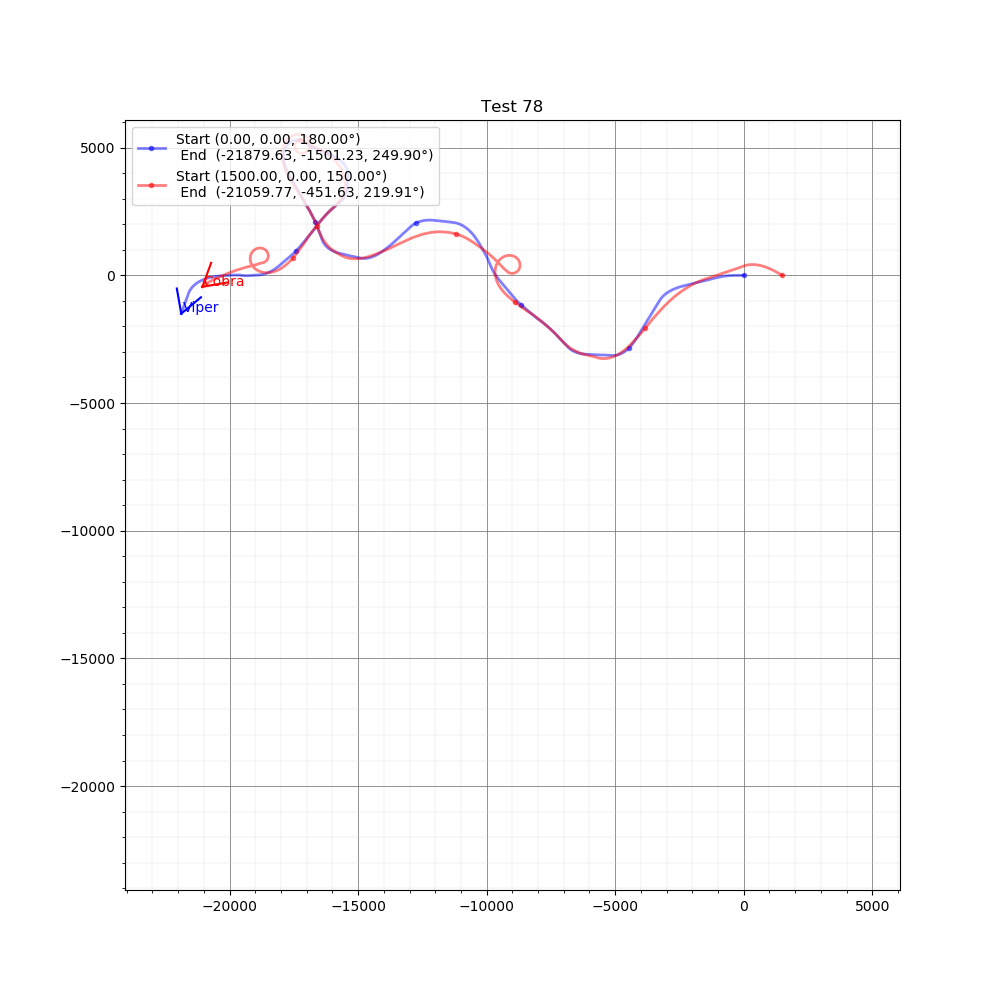 Test 78
Start (0.00, 0.00, 180.00°)
End (-21879.63, -1501.23, 249.90°)
Start (1500.00, 0.00, 150.00°)
End (-21059.77, -451.63, 219.91°)
5000
0
−5000
−10000
−15000
−20000
Cobra
Viper
−20000
−15000
−10000
−5000
0
5000